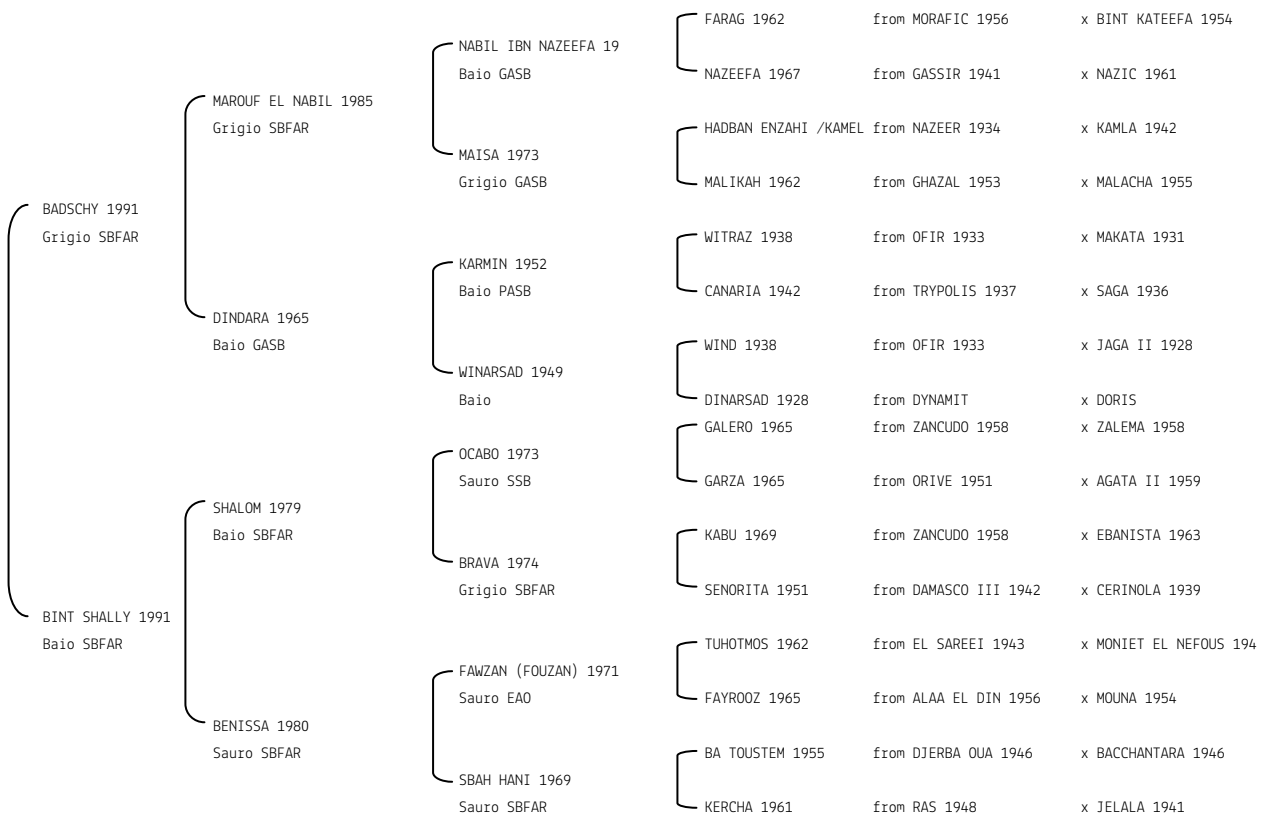 FARAG 1962 from MORAFIC 1956 x BINT KATEEFA 1954
NABIL IBN NAZEEFA 19
Baio GASB NAZEEFA 1967 from GASSIR 1941 x NAZIC 1961
MAROUF EL NABIL 1985
Grigio SBFAR HADBAN ENZAHI /KAMEL from NAZEER 1934 x KAMLA 1942
MAISA 1973
Grigio GASB MALIKAH 1962 from GHAZAL 1953 x MALACHA 1955
BADSCHY 1991
Grigio SBFAR WITRAZ 1938 from OFIR 1933 x MAKATA 1931
KARMIN 1952
Baio PASB CANARIA 1942 from TRYPOLIS 1937 x SAGA 1936
DINDARA 1965
Baio GASB WIND 1938 from OFIR 1933 x JAGA II 1928
WINARSAD 1949
Baio DINARSAD 1928 from DYNAMIT x DORIS
GALERO 1965 from ZANCUDO 1958 x ZALEMA 1958
OCABO 1973
Sauro SSB GARZA 1965 from ORIVE 1951 x AGATA II 1959
SHALOM 1979
Baio SBFAR KABU 1969 from ZANCUDO 1958 x EBANISTA 1963
BRAVA 1974
Grigio SBFAR SENORITA 1951 from DAMASCO III 1942 x CERINOLA 1939
BINT SHALLY 1991
Baio SBFAR TUHOTMOS 1962 from EL SAREEI 1943 x MONIET EL NEFOUS 194
FAWZAN (FOUZAN) 1971
Sauro EAO FAYROOZ 1965 from ALAA EL DIN 1956 x MOUNA 1954
BENISSA 1980
Sauro SBFAR BA TOUSTEM 1955 from DJERBA OUA 1946 x BACCHANTARA 1946
SBAH HANI 1969
Sauro SBFAR KERCHA 1961 from RAS 1948 x JELALA 1941